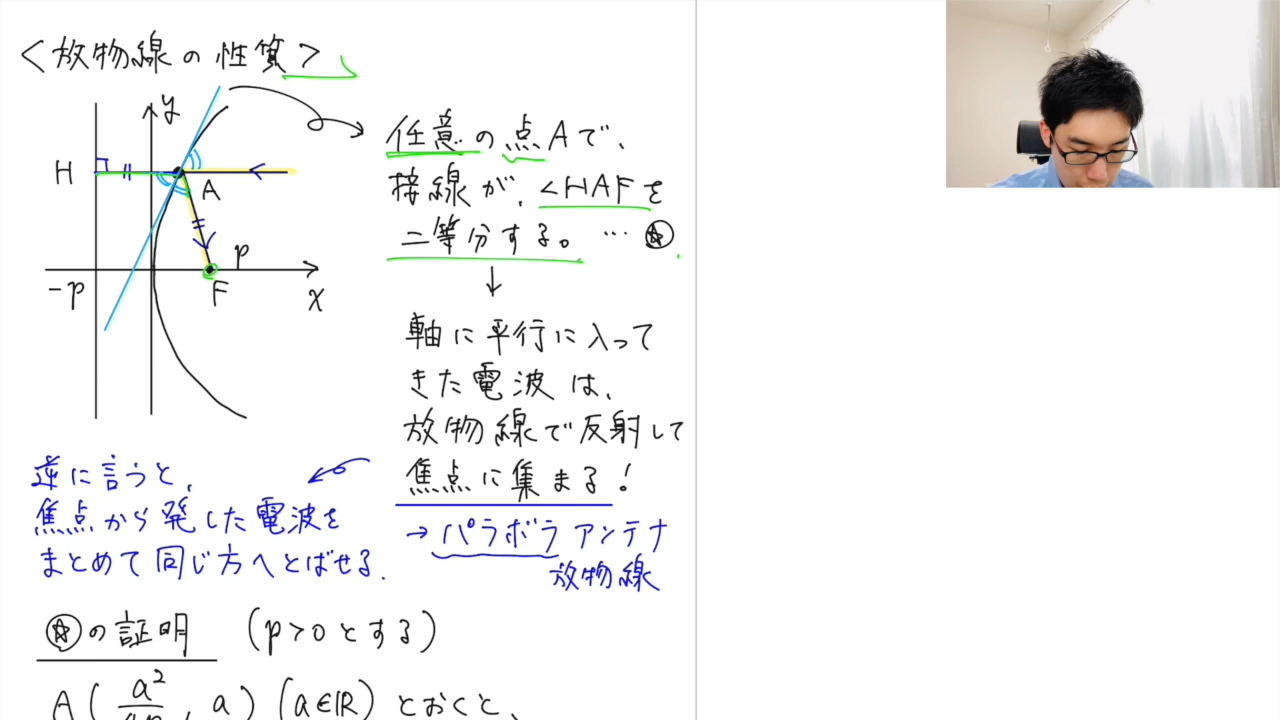 <放物線の性質>
y
H
A
p
-p
F
x
任意の点Aで、
接線が、∠HAFを
二等分する。 … ☆
↓
軸に平行に入って
きた電波は、
放物線で反射して
焦点に集まる!
→ パラボラアンテナ
放物線
逆に言うと、
焦点から発した電波を
まとめて同じ方へとばせる.
☆の証明 (p>0とする)
A(a²/4p, a) (a∈ℝ) とおくと、